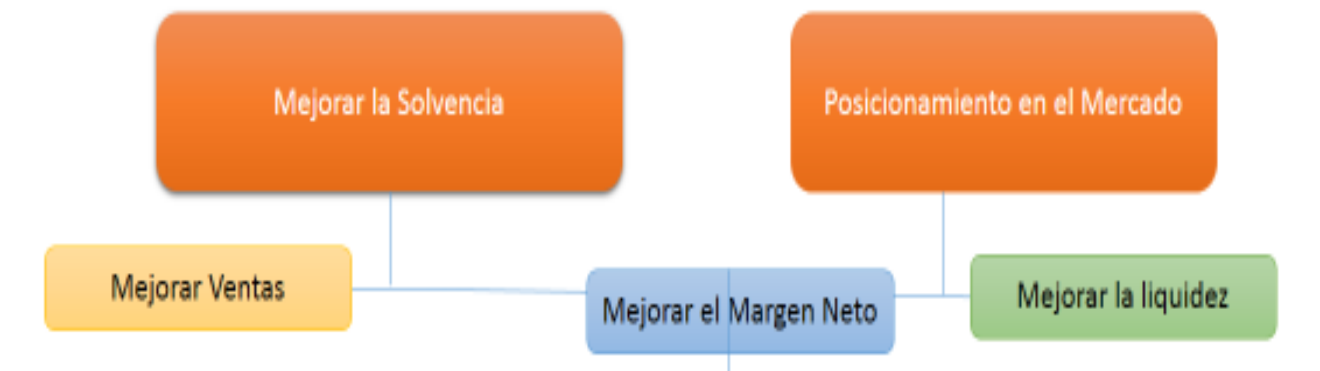 Mejorar la Solvencia
Posicionamiento en el Mercado
Mejorar Ventas
Mejorar el Margen Neto
Mejorar la liquidez